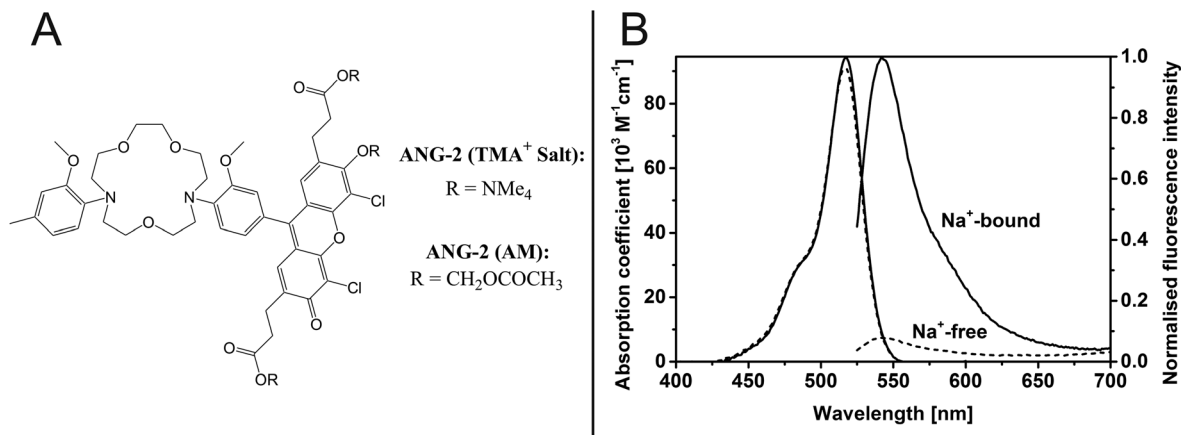 A
OR
O
OR
O
O
O
O
N
N
O
O
Cl
O
Cl
O
O
OR
ANG-2 (TMA+ Salt):
R = NMe4
ANG-2 (AM):
R = CH2OCOCH3
B
Absorption coefficient [10³ M⁻¹cm⁻¹]
80
60
40
20
0
400
450
500
550
600
650
700
Wavelength [nm]
Na⁺-bound
Na⁺-free
1.0
0.8
0.6
0.4
0.2
0.0
Normalised fluorescence intensity